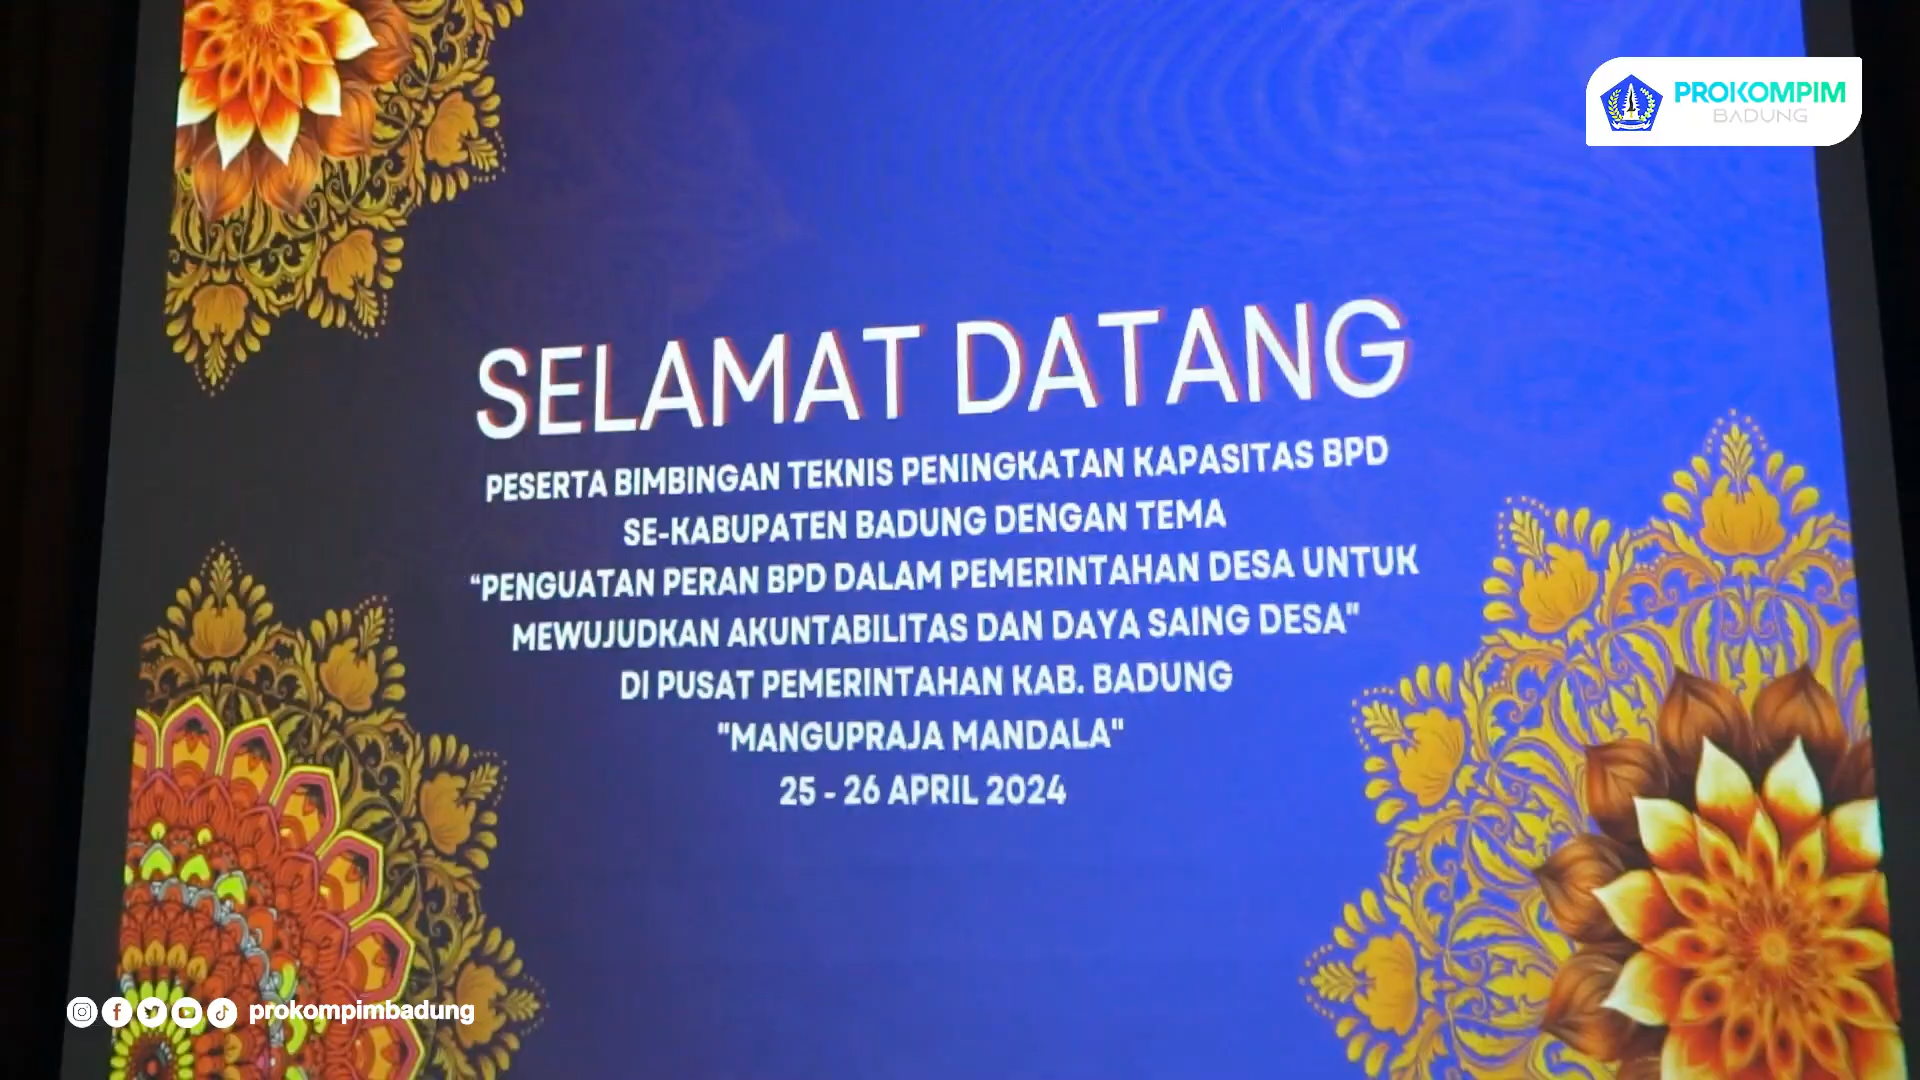 PROKOMPIM
BADUNG
SELAMAT DATANG
PESERTA BIMBINGAN TEKNIS PENINGKATAN KAPASITAS BPD
SE-KABUPATEN BADUNG DENGAN TEMA
“PENGUATAN PERAN BPD DALAM PEMERINTAHAN DESA UNTUK
MEWUJUDKAN AKUNTABILITAS DAN DAYA SAING DESA"
DI PUSAT PEMERINTAHAN KAB. BADUNG
"MANGUPRAJA MANDALA"
25 - 26 APRIL 2024
prokompimbadung